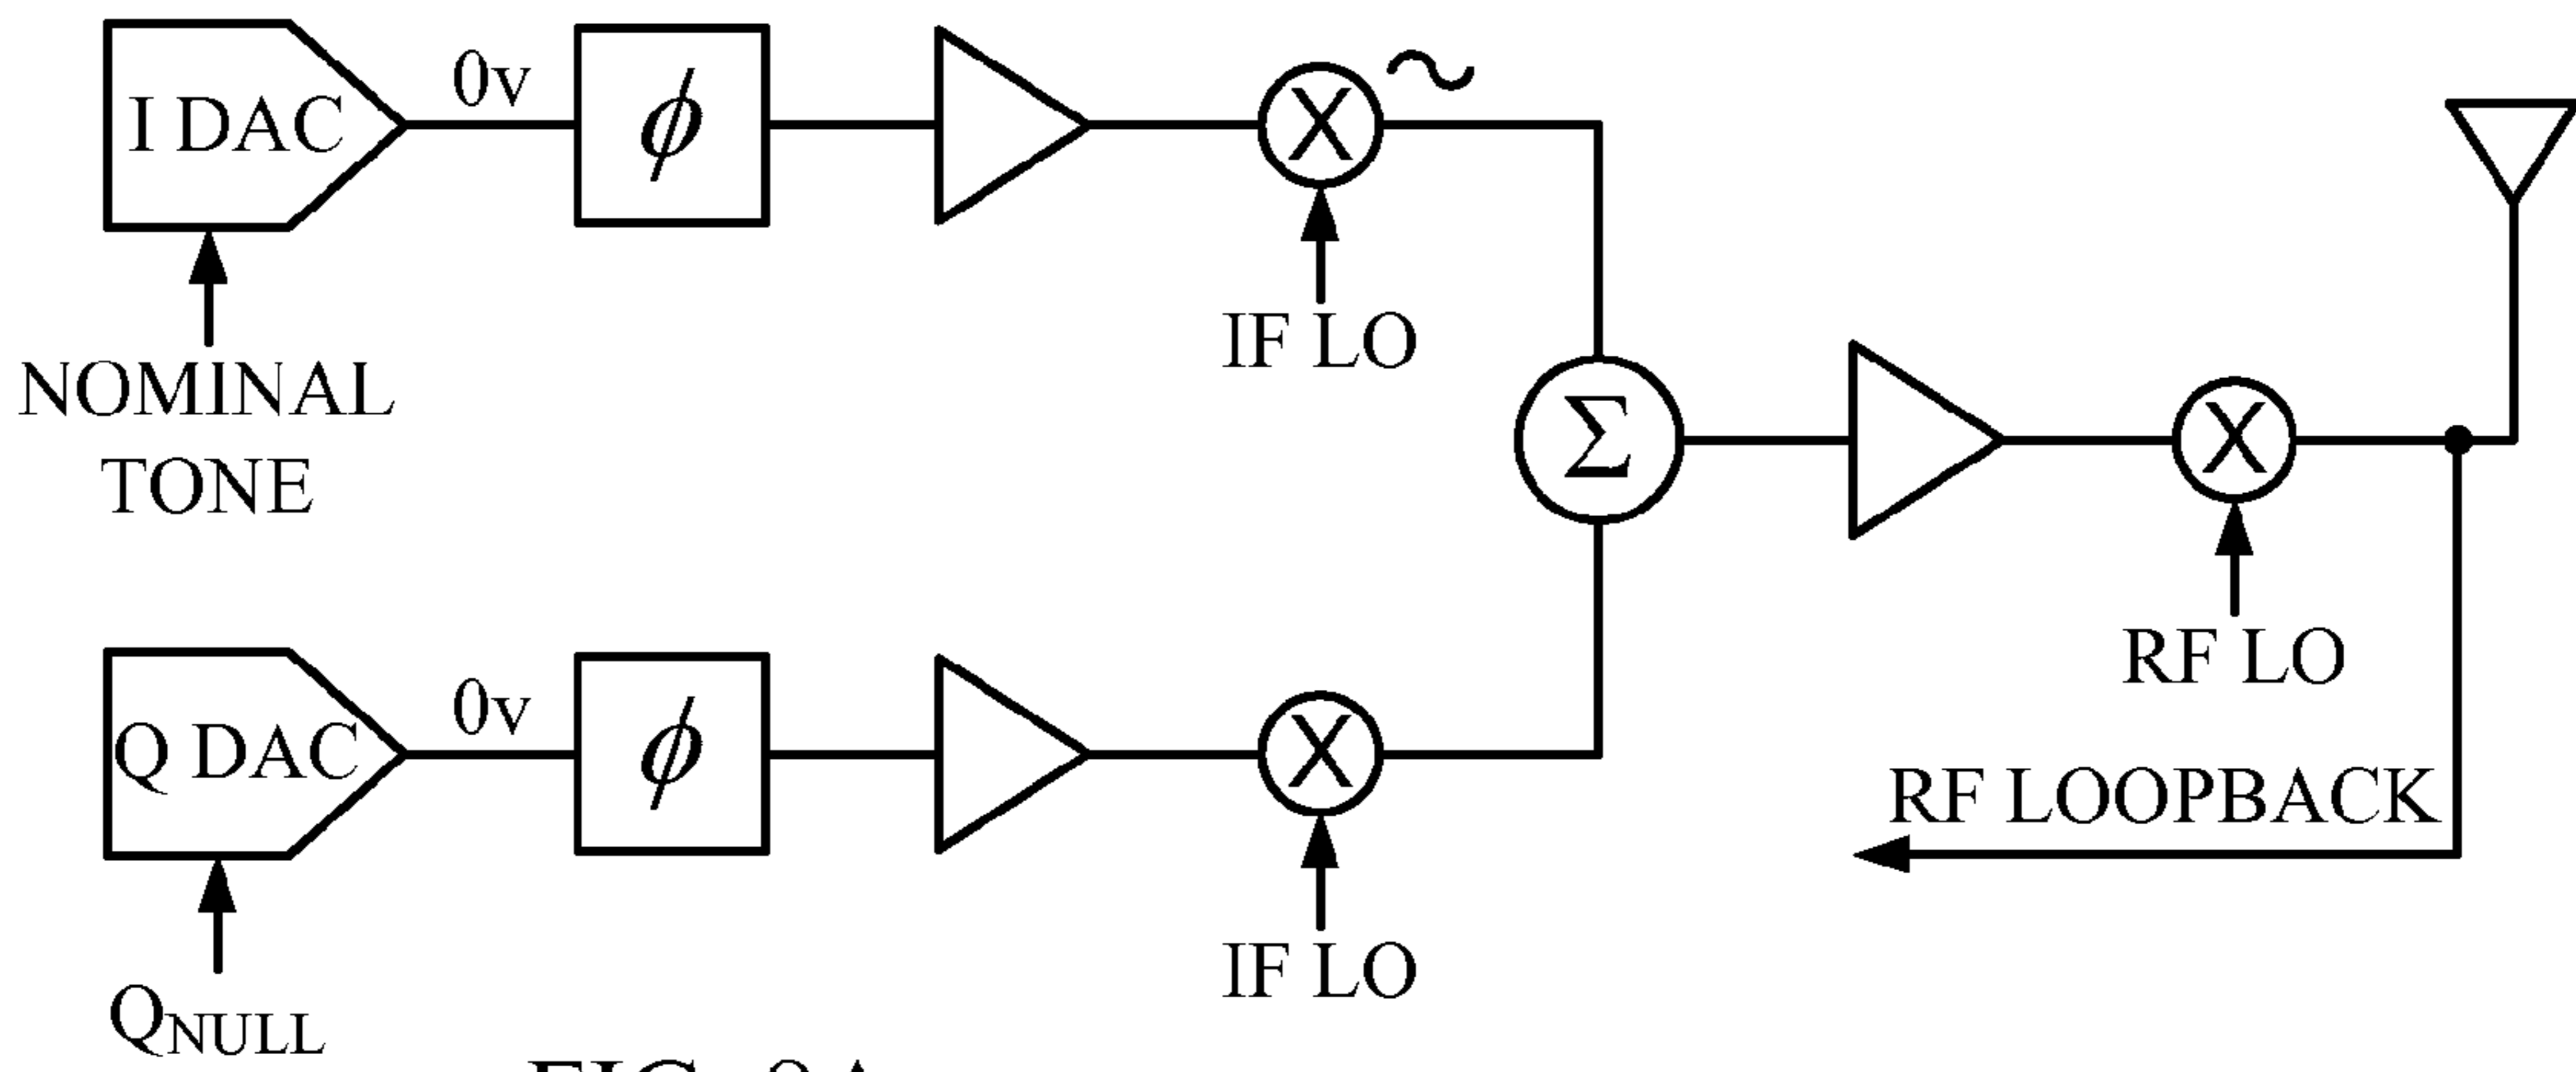 I DAC
0v
ϕ
X
IF LO
NOMINAL
TONE
Σ
X
RF LO
Q DAC
0v
ϕ
X
IF LO
RF LOOPBACK
QNULL